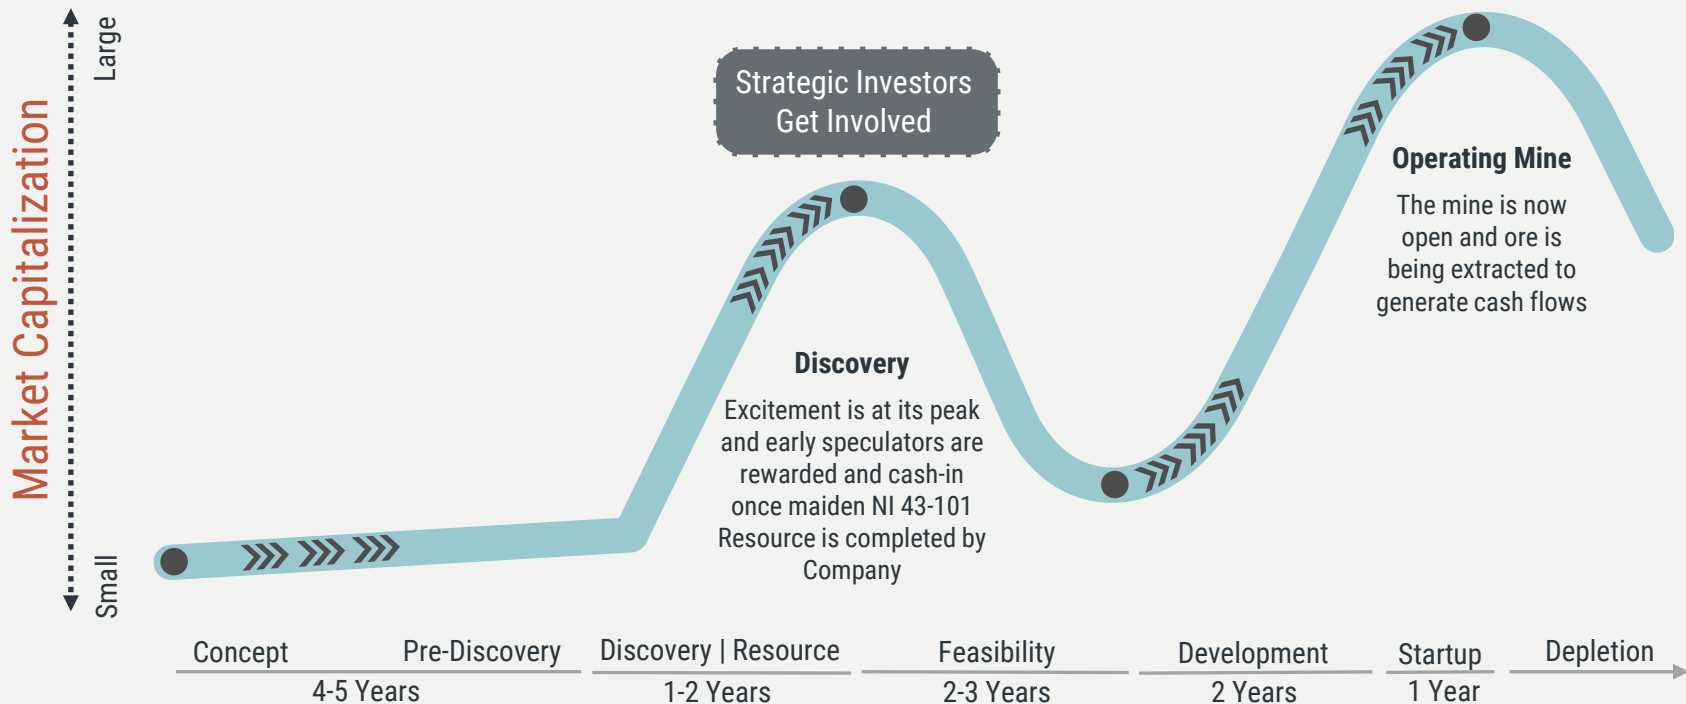 Market Capitalization
Large
Small
Strategic Investors
Get Involved
Discovery
Excitement is at its peak
and early speculators are
rewarded and cash-in
once maiden NI 43-101
Resource is completed by
Company
Operating Mine
The mine is now
open and ore is
being extracted to
generate cash flows
Concept
Pre-Discovery
Discovery | Resource
Feasibility
Development
Startup
Depletion
4-5 Years
1-2 Years
2-3 Years
2 Years
1 Year